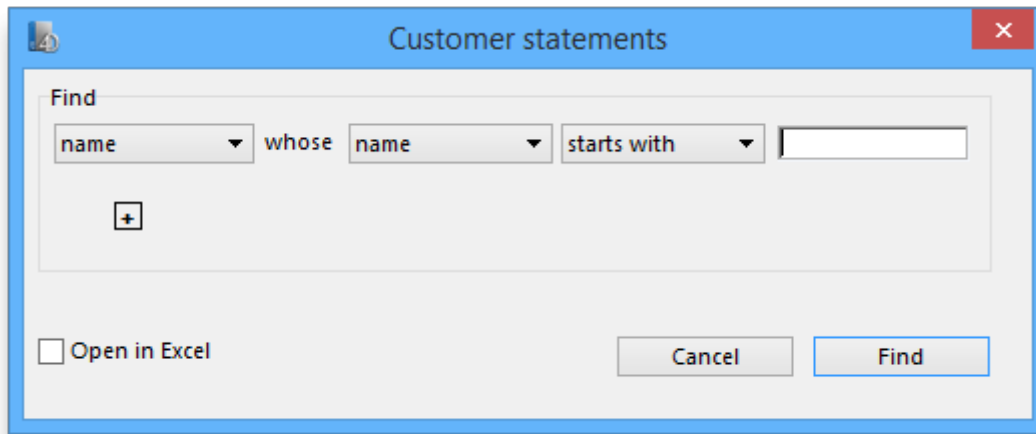 Customer statements
Find
name whose name starts with
+
Open in Excel
Cancel Find